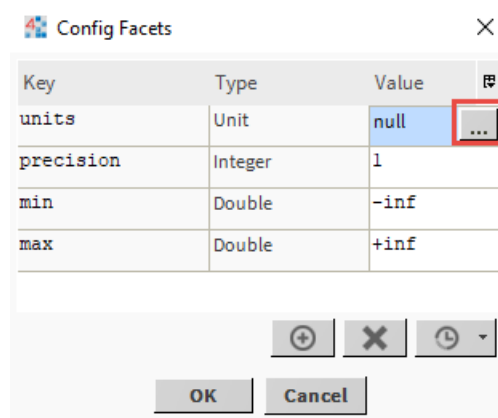 Config Facets
Key Type Value
units Unit null ...
precision Integer 1
min Double -inf
max Double +inf
OK Cancel